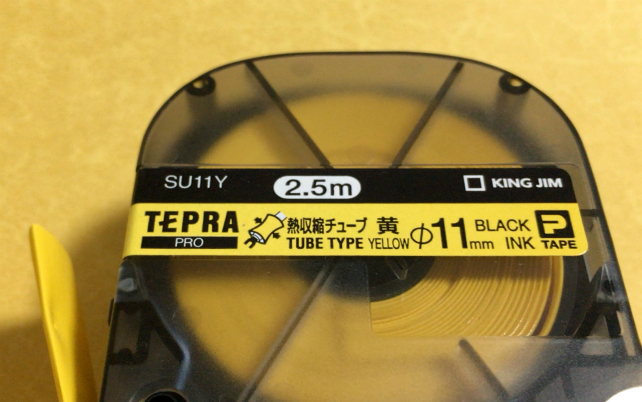 SU11Y 2.5m KING JIM
TEPRA PRO 熱収縮チューブ 黄 Φ11mm BLACK P
TUBE TYPE YELLOW INK TAPE